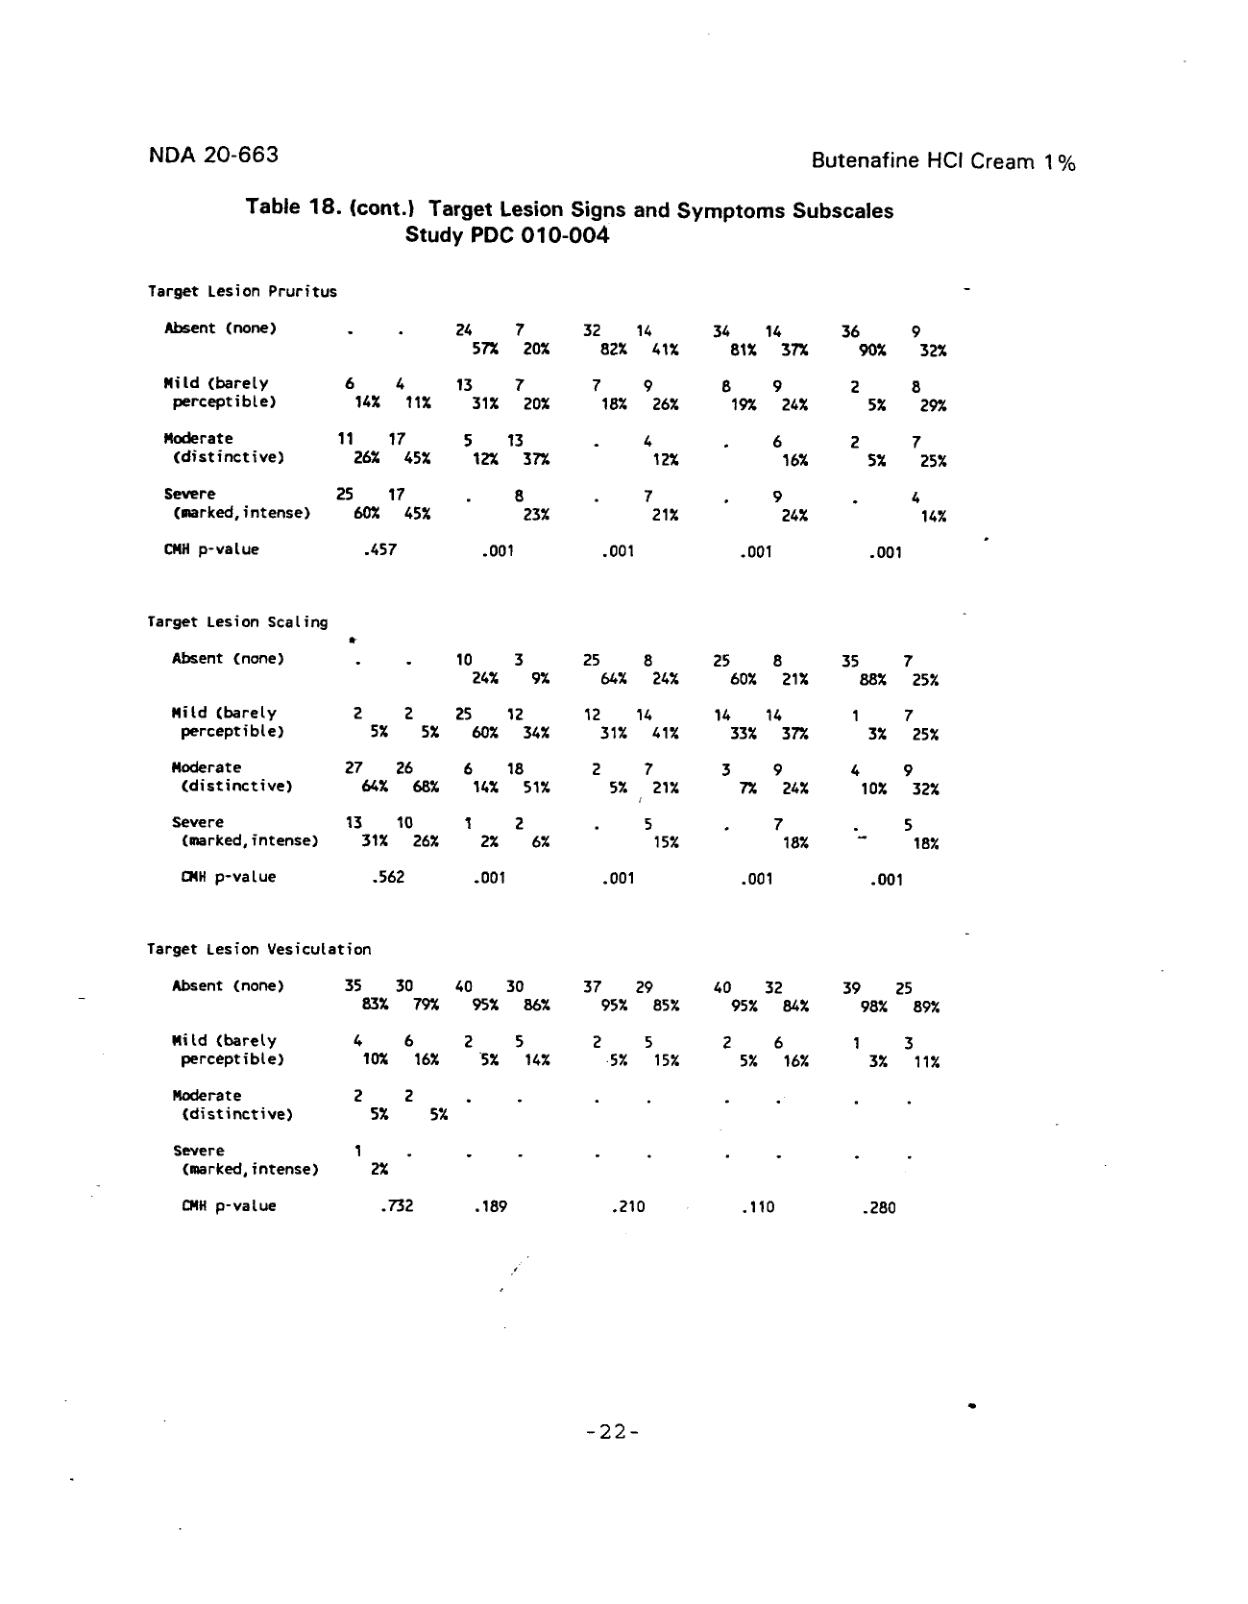 NDA 20-663
Butenafine HCl Cream 1%
Table 18. (cont.) Target Lesion Signs and Symptoms Subscales
Study PDC 010-004
Target Lesion Pruritus
Absent (none) . . 24 7 32 14 34 14 36 9
57% 20% 82% 41% 81% 37% 90% 32%
Mild (barely 6 4 13 7 7 9 8 9 2 8
perceptible) 14% 11% 31% 20% 18% 26% 19% 24% 5% 29%
Moderate 11 17 5 13 . 4 . 6 2 7
(distinctive) 26% 45% 12% 37% 12% 16% 5% 25%
Severe 25 17 . 8 . 7 . 9 . 4
(marked,intense) 60% 45% 23% 21% 24% 14%
CMH p-value .457 .001 .001 .001 .001
Target Lesion Scaling
Absent (none) . . 10 3 25 8 25 8 35 7
24% 9% 64% 24% 60% 21% 88% 25%
Mild (barely 2 2 25 12 12 14 14 14 1 7
perceptible) 5% 5% 60% 34% 31% 41% 33% 37% 3% 25%
Moderate 27 26 6 18 2 7 3 9 4 9
(distinctive) 64% 68% 14% 51% 5% 21% 7% 24% 10% 32%
Severe 13 10 1 2 . 5 . 7 . 5
(marked,intense) 31% 26% 2% 6% 15% 18% 18%
CMH p-value .562 .001 .001 .001 .001
Target Lesion Vesiculation
Absent (none) 35 30 40 30 37 29 40 32 39 25
83% 79% 95% 86% 95% 85% 95% 84% 98% 89%
Mild (barely 4 6 2 5 2 5 2 6 1 3
perceptible) 10% 16% 5% 14% 5% 15% 5% 16% 3% 11%
Moderate 2 2 . . . . . . . .
(distinctive) 5% 5%
Severe 1 . . . . . . . . .
(marked,intense) 2%
CMH p-value .732 .189 .210 .110 .280
-22-